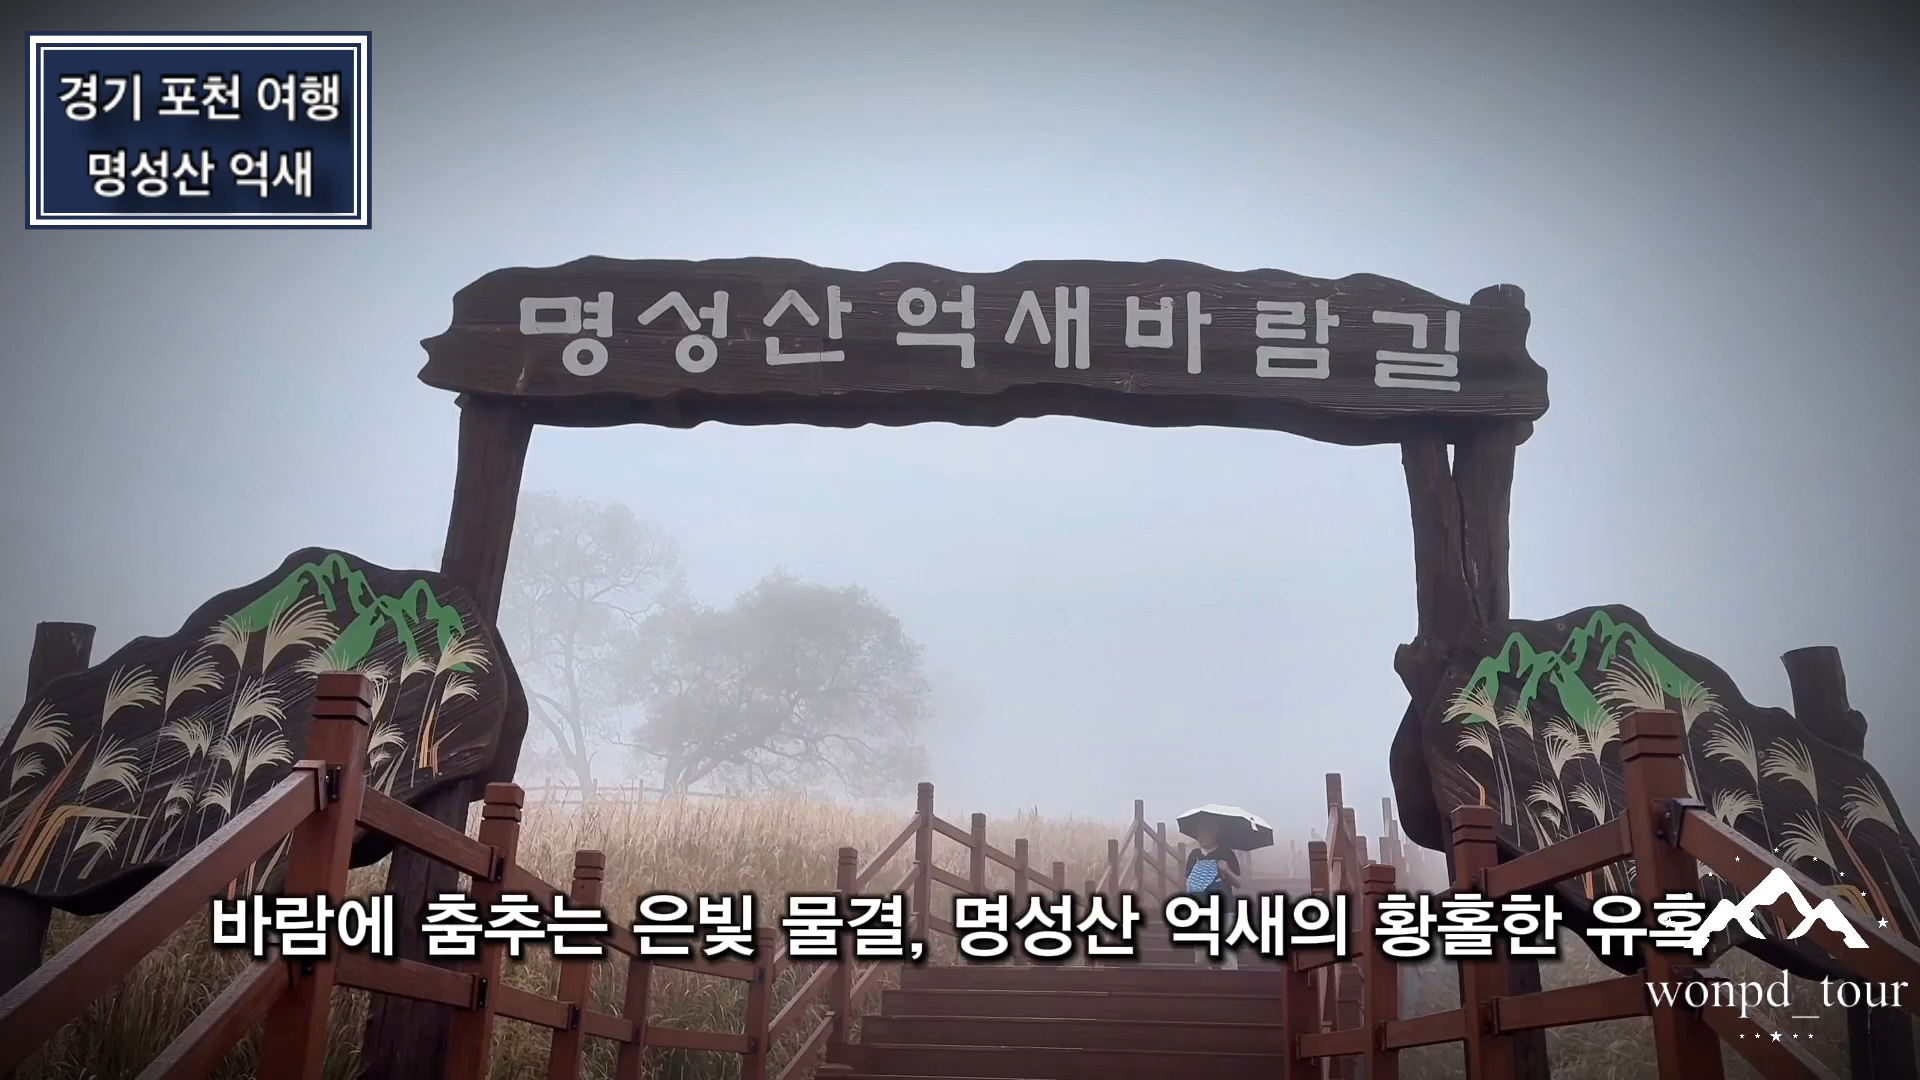 경기 포천 여행
명성산 억새
명성산억새바람길
바람에 춤추는 은빛 물결, 명성산 억새의 황홀한 유혹
wonpd_tour